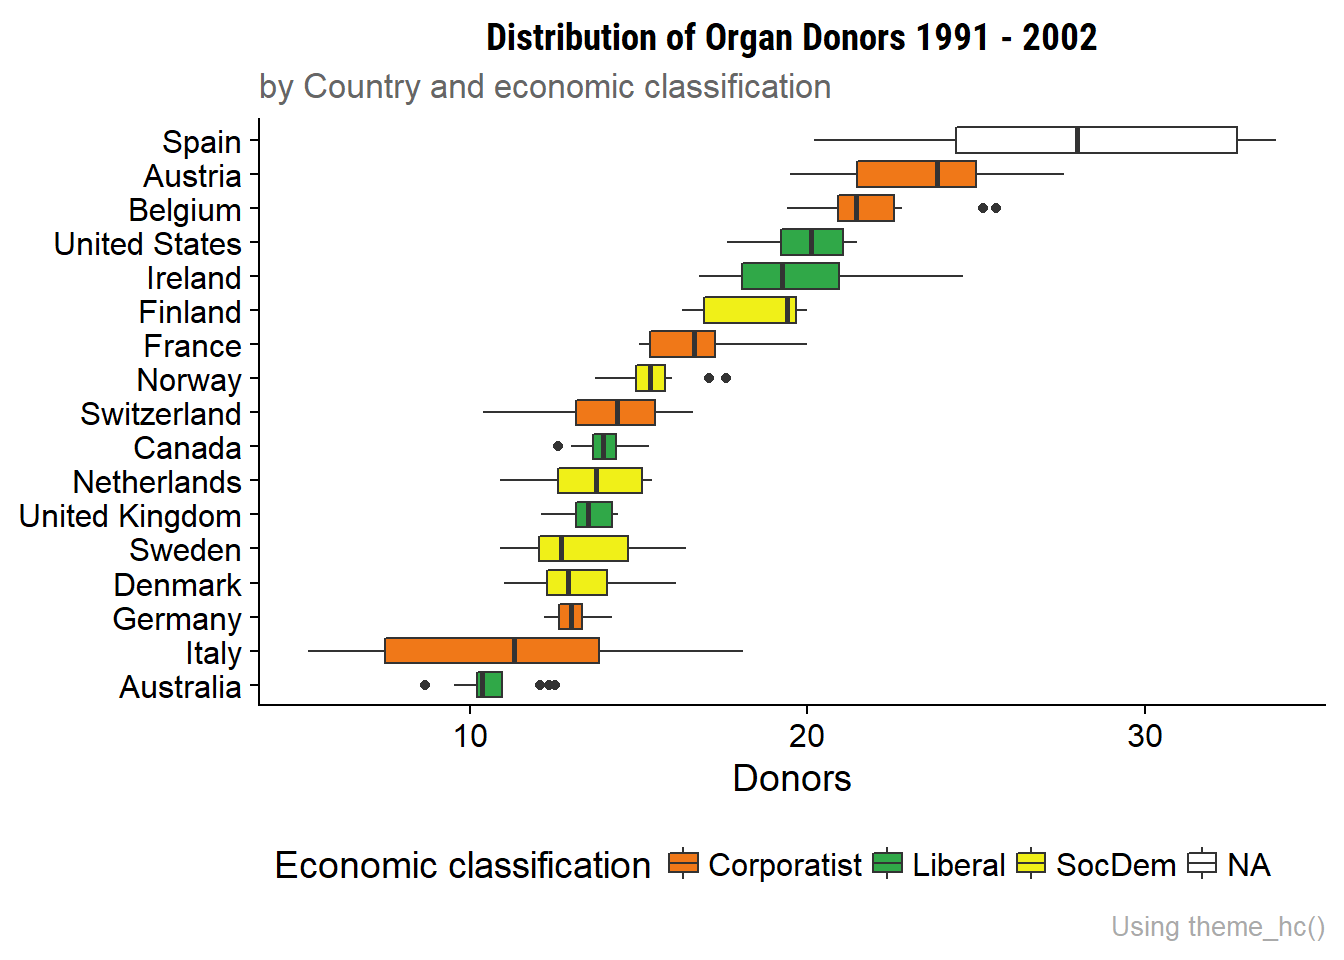 Distribution of Organ Donors 1991 - 2002
by Country and economic classification
Spain
Austria
Belgium
United States
Ireland
Finland
France
Norway
Switzerland
Canada
Netherlands
United Kingdom
Sweden
Denmark
Germany
Italy
Australia
10 20 30
Donors
Economic classification Corporatist Liberal SocDem NA
Using theme_hc()